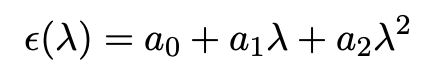 ϵ(λ) = a₀ + a₁λ + a₂λ²